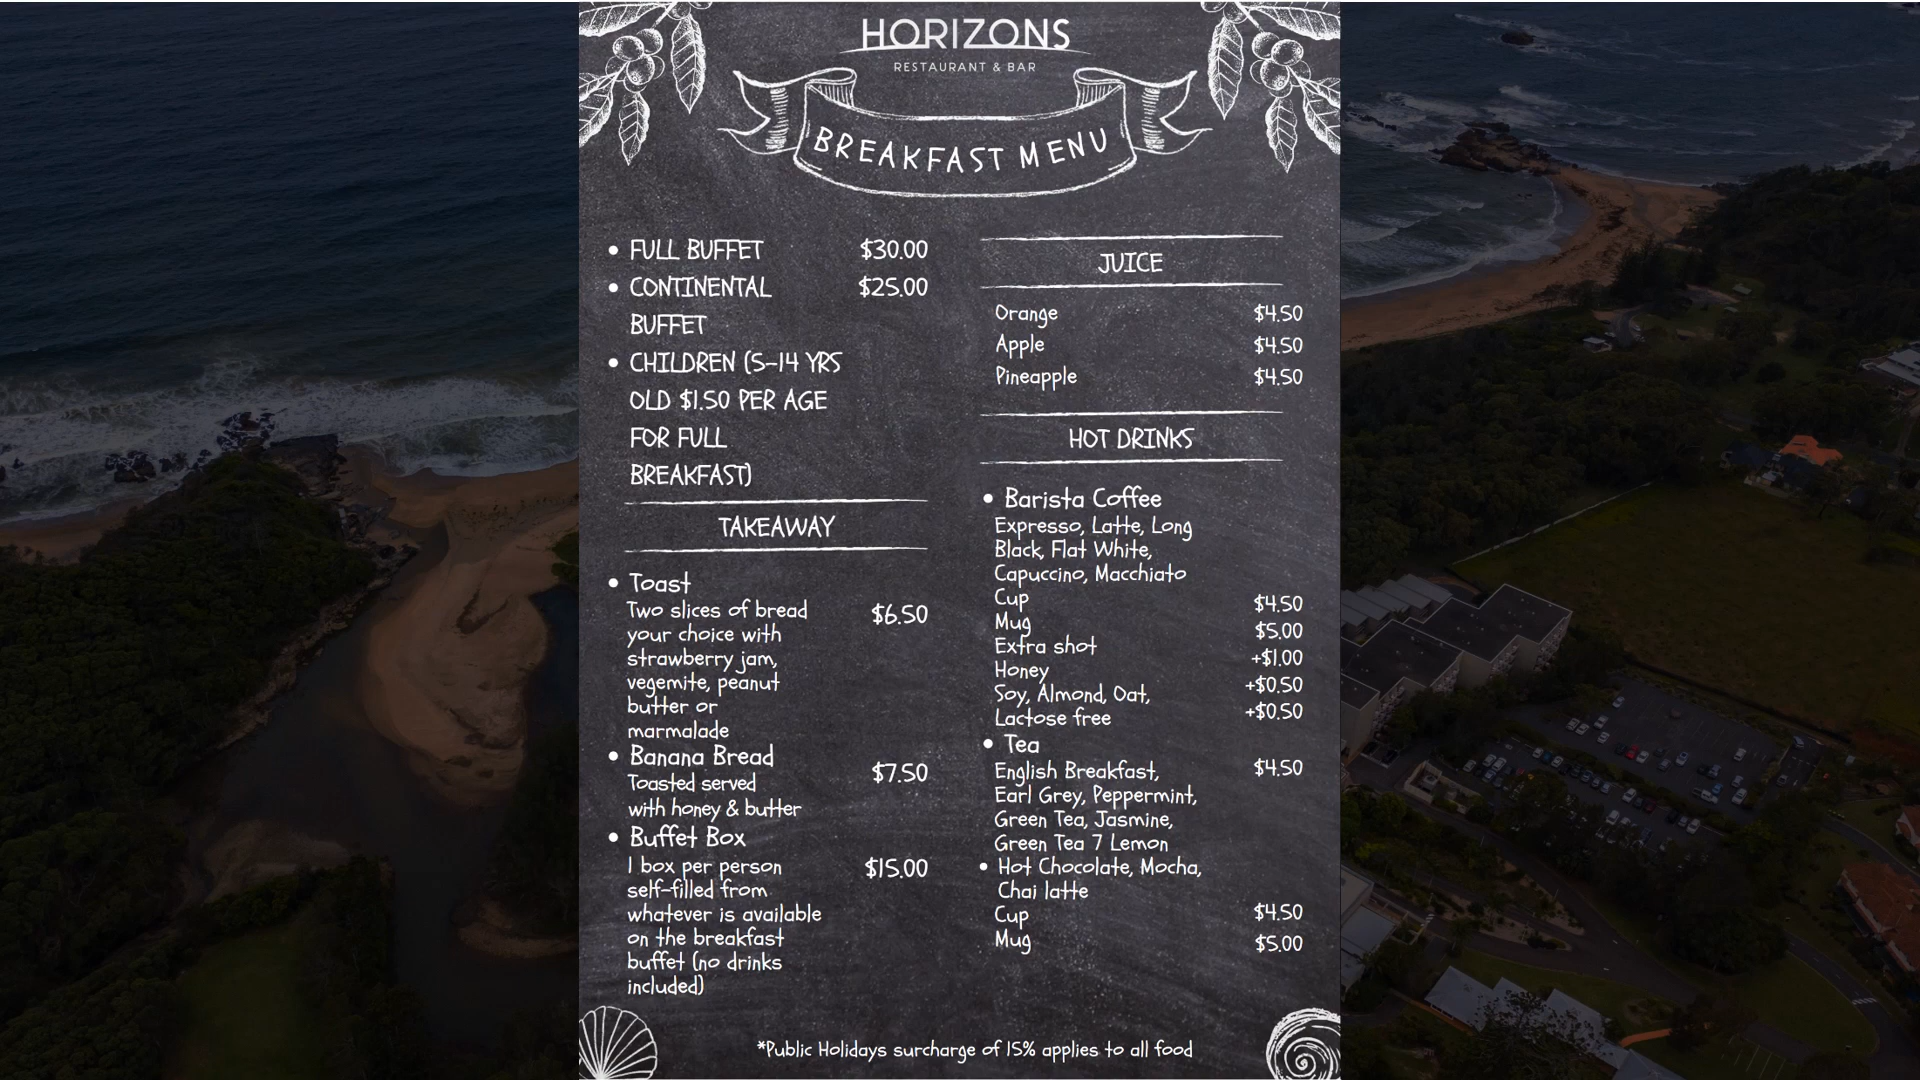 HORIZONS
RESTAURANT & BAR
BREAKFAST MENU
• FULL BUFFET $30.00
• CONTINENTAL $25.00
BUFFET
• CHILDREN (5-14 YRS
OLD $1.50 PER AGE
FOR FULL
BREAKFAST)
TAKEAWAY
• Toast
Two slices of bread $6.50
your choice with
strawberry jam,
vegemite, peanut
butter or
marmalade
• Banana Bread
Toasted served $7.50
with honey & butter
• Buffet Box
1 box per person $15.00
self-filled from
whatever is available
on the breakfast
buffet (no drinks
included)
JUICE
Orange $4.50
Apple $4.50
Pineapple $4.50
HOT DRINKS
• Barista Coffee
Expresso, Latte, Long
Black, Flat White,
Capuccino, Macchiato
Cup $4.50
Mug $5.00
Extra shot +$1.00
Honey +$0.50
Soy, Almond, Oat, +$0.50
Lactose free
• Tea
English Breakfast, $4.50
Earl Grey, Peppermint,
Green Tea, Jasmine,
Green Tea 7 Lemon
• Hot Chocolate, Mocha,
Chai latte
Cup $4.50
Mug $5.00
*Public Holidays surcharge of 15% applies to all food